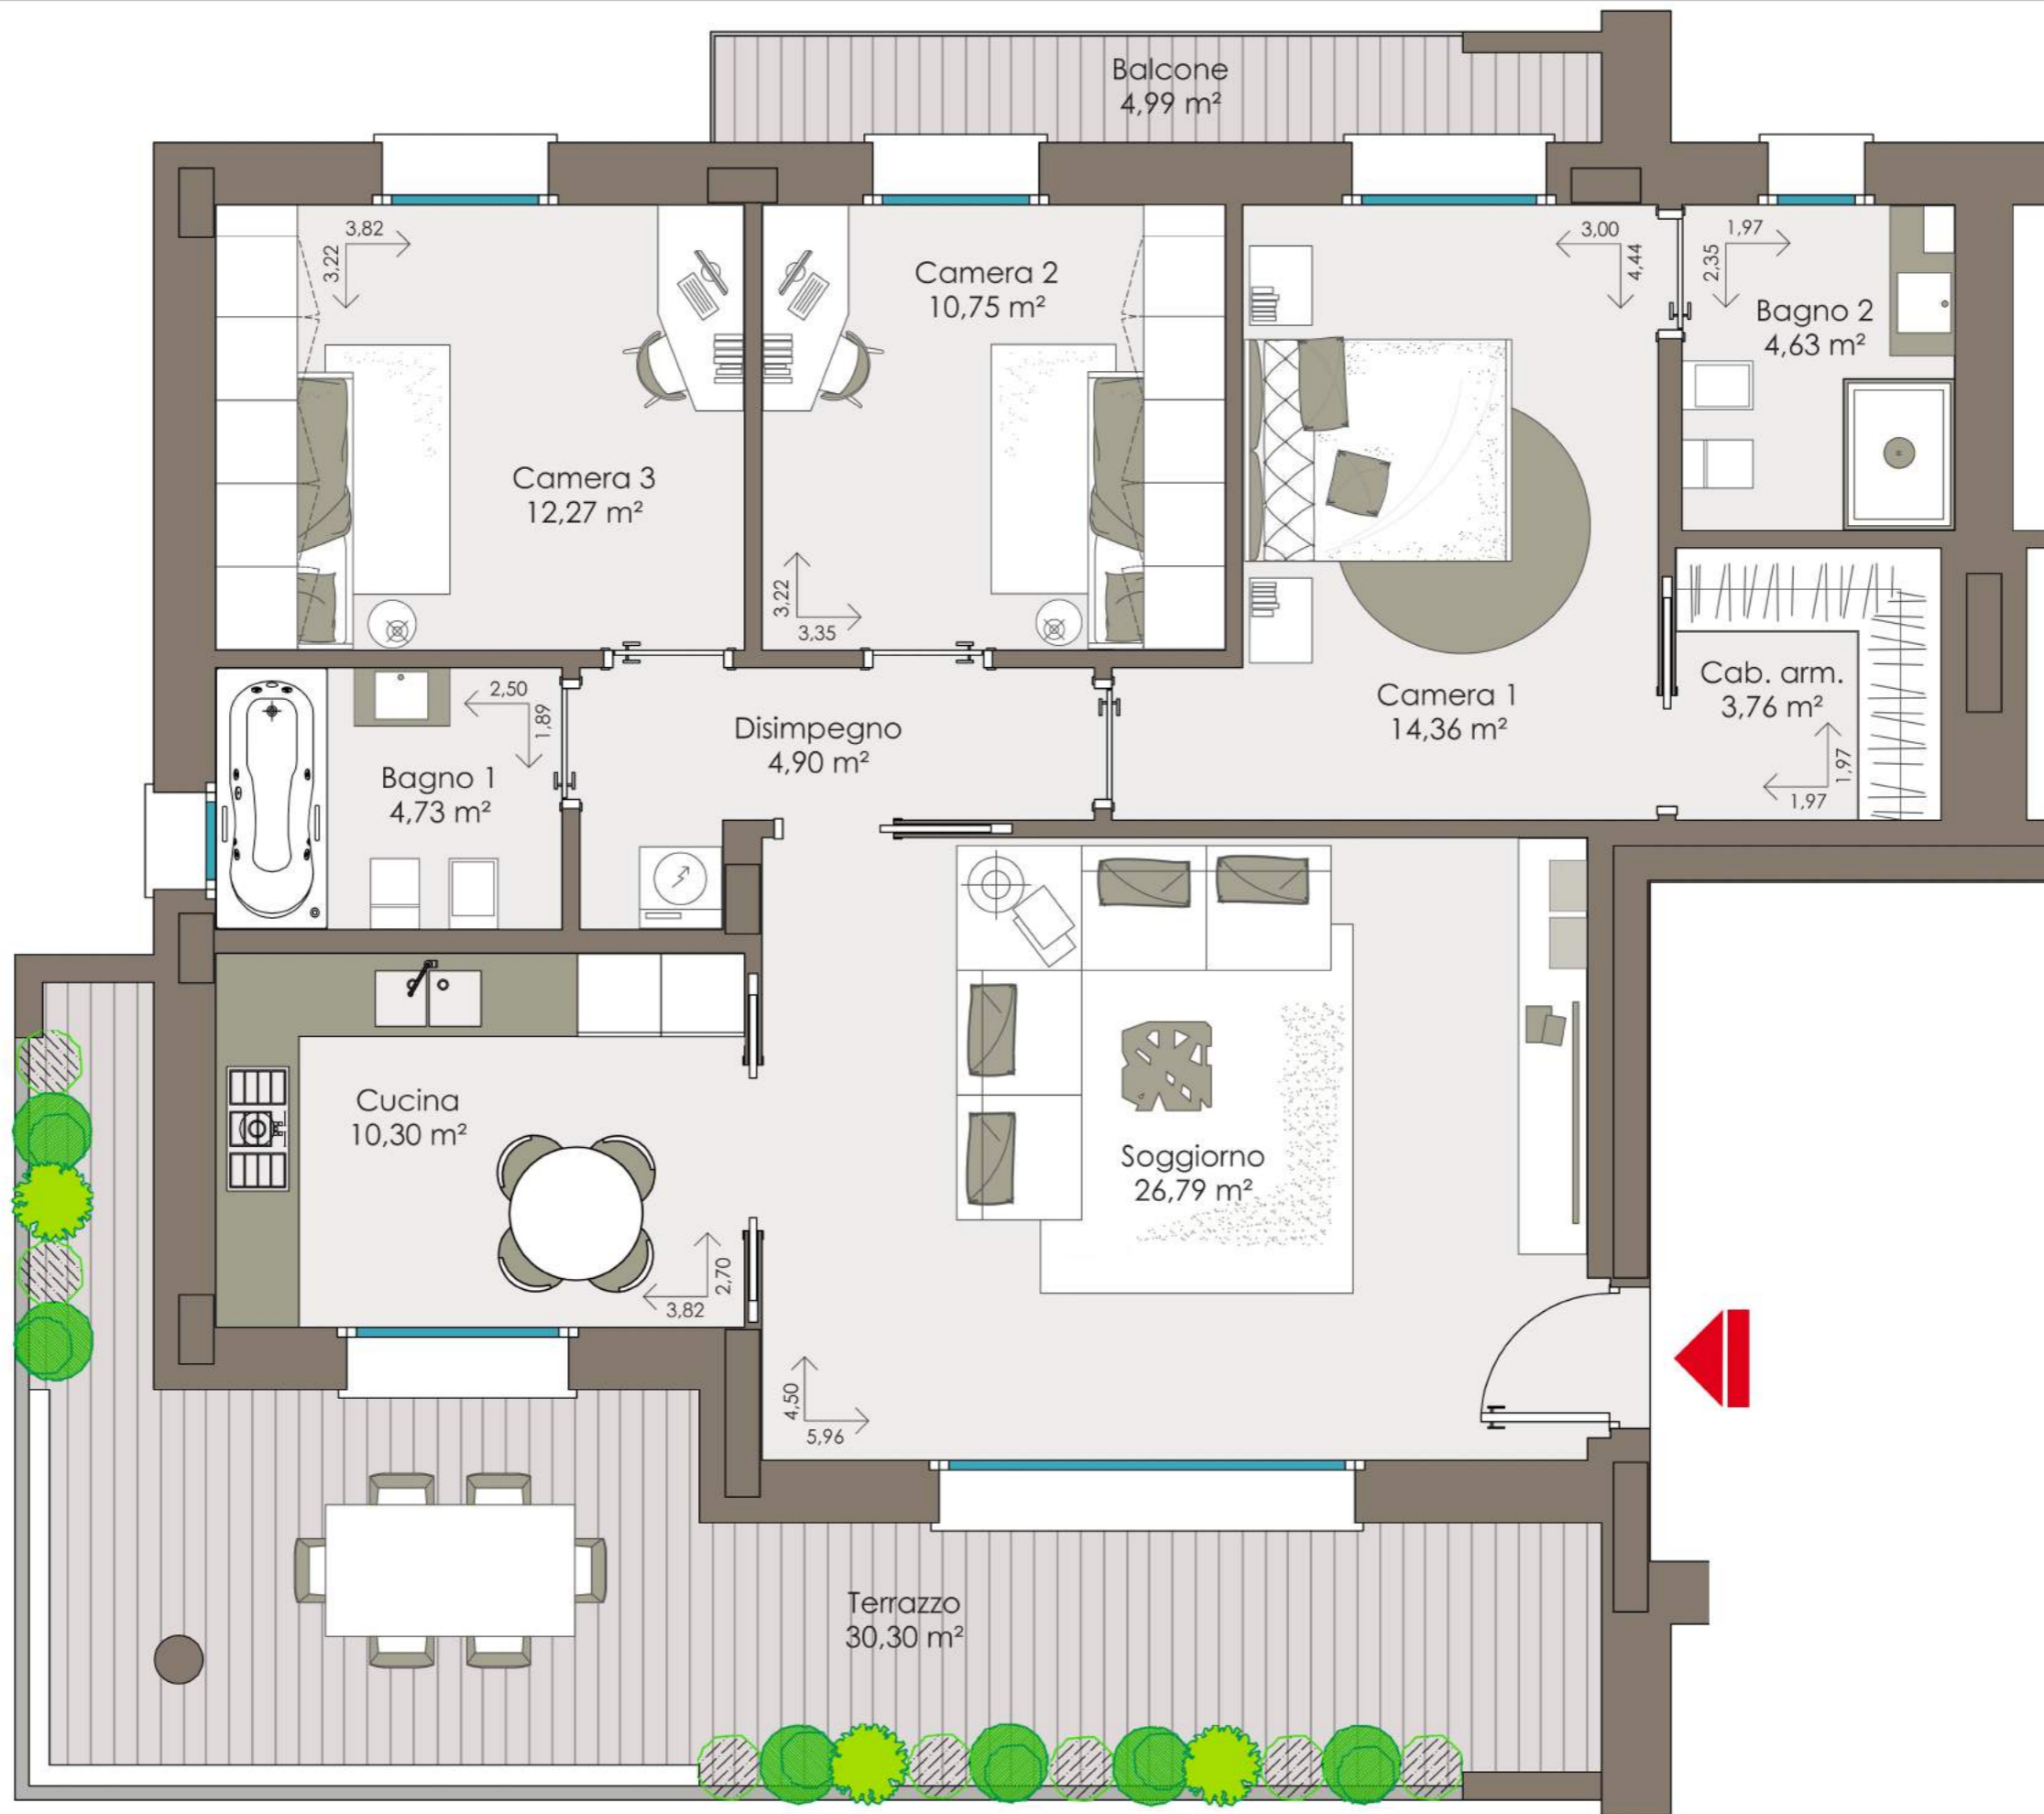 Balcone
4,99 m²
3,82
3,22
Camera 3
12,27 m²
Camera 2
10,75 m²
3,22
3,35
3,00
4,44
Camera 1
14,36 m²
1,97
2,35
Bagno 2
4,63 m²
Cab. arm.
3,76 m²
1,97
1,97
2,50
1,89
Bagno 1
4,73 m²
Disimpegno
4,90 m²
Cucina
10,30 m²
2,70
3,82
Soggiorno
26,79 m²
4,50
5,96
Terrazzo
30,30 m²